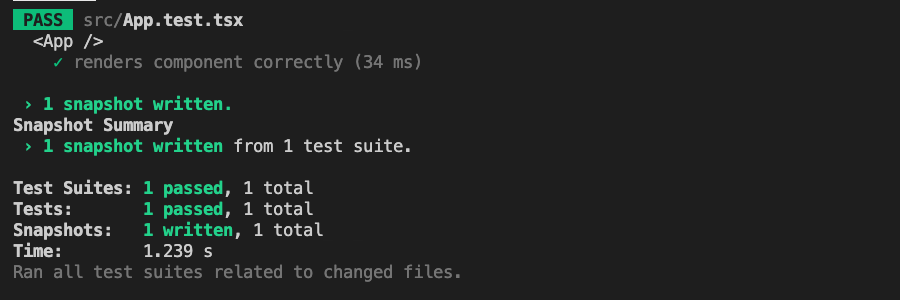 PASS src/App.test.tsx
<App />
✓ renders component correctly (34 ms)
› 1 snapshot written.
Snapshot Summary
› 1 snapshot written from 1 test suite.
Test Suites: 1 passed, 1 total
Tests: 1 passed, 1 total
Snapshots: 1 written, 1 total
Time: 1.239 s
Ran all test suites related to changed files.